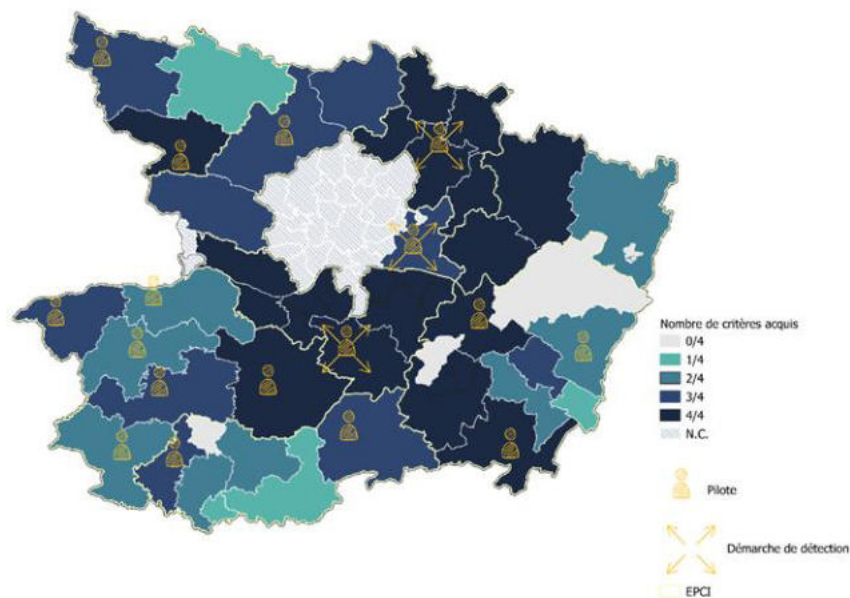 Nombre de critères acquis
0/4
1/4
2/4
3/4
4/4
N.C.
Pilote
Démarche de détection
EPCI